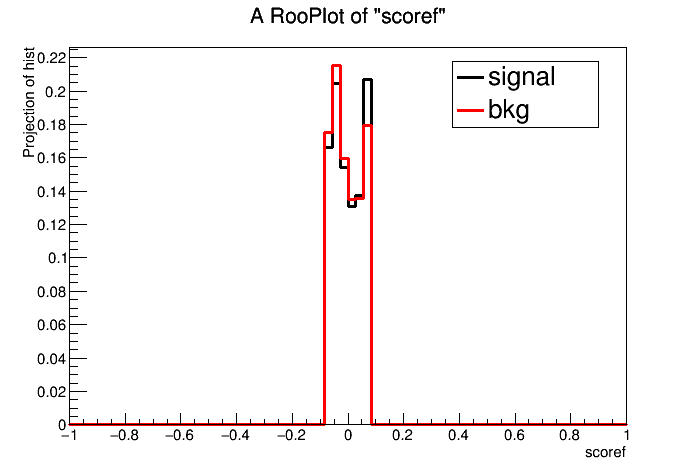 A RooPlot of "scoref"
Projection of hist
signal
bkg
0.22
0.2
0.18
0.16
0.14
0.12
0.1
0.08
0.06
0.04
0.02
0
−1 −0.8 −0.6 −0.4 −0.2 0 0.2 0.4 0.6 0.8 1
scoref